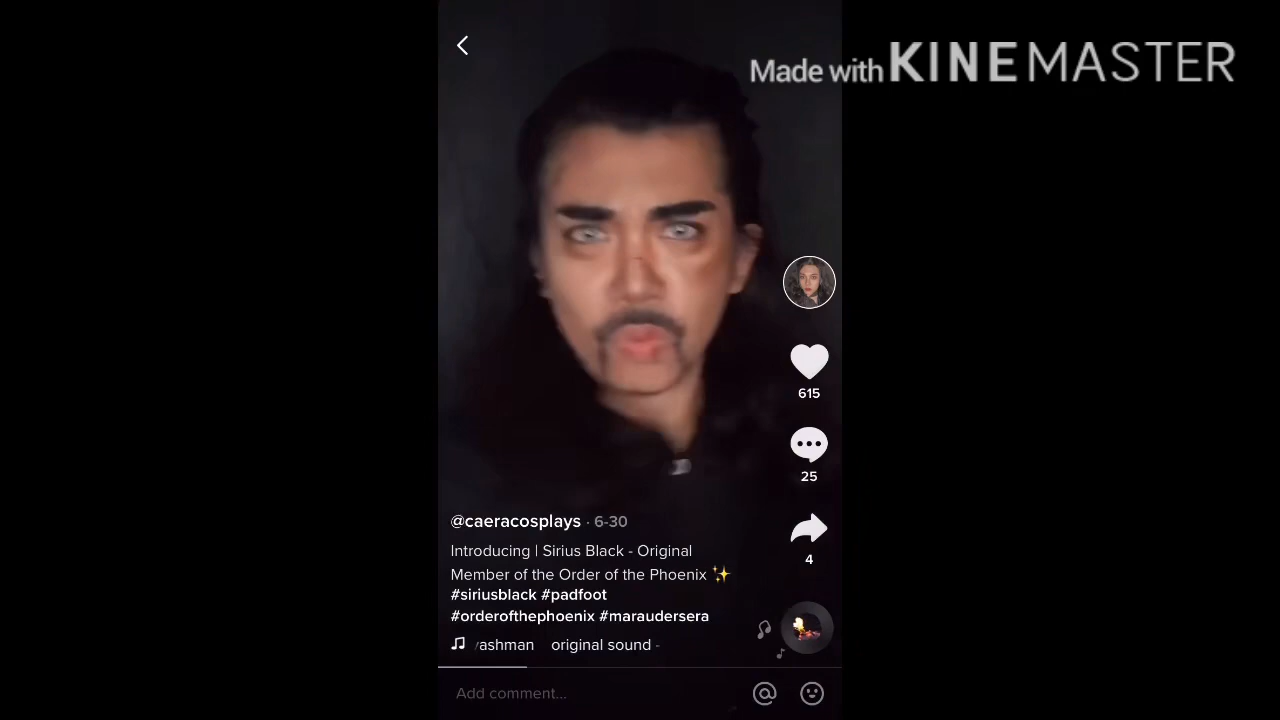 Made with KINEMASTER
615
25
4
@caeracosplays · 6-30
Introducing | Sirius Black - Original
Member of the Order of the Phoenix ✨
#siriusblack #padfoot
#orderofthephoenix #maraudersera
ashman original sound -
Add comment...